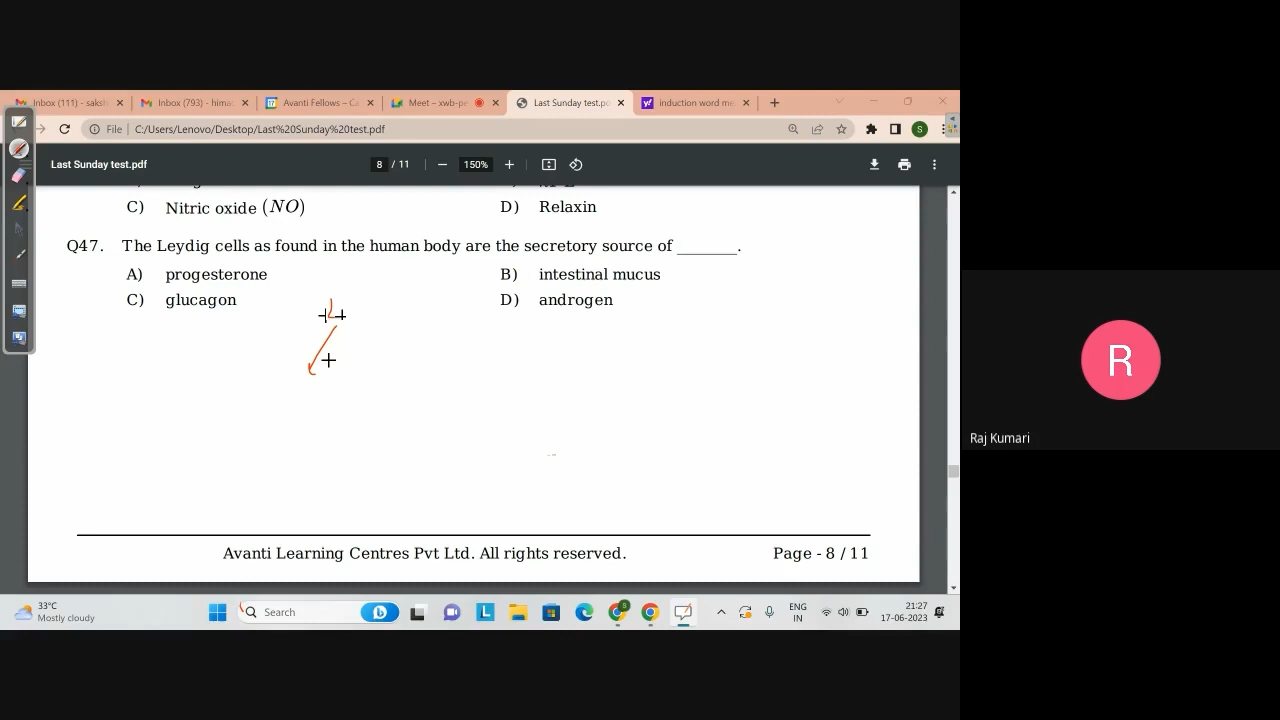 Inbox (111) - saksh
Inbox (793) - himac
Avanti Fellows – Ca
Meet – xwb-pe
Last Sunday test.pd
induction word me
File | C:/Users/Lenovo/Desktop/Last%20Sunday%20test.pdf
S
Last Sunday test.pdf
8 / 11
150%
C) Nitric oxide (NO)
D) Relaxin
Q47. The Leydig cells as found in the human body are the secretory source of ________.
A) progesterone
B) intestinal mucus
C) glucagon
D) androgen
L
R
Raj Kumari
Avanti Learning Centres Pvt Ltd. All rights reserved.
Page - 8 / 11
33°C
Mostly cloudy
Search
ENG
IN
21:27
17-06-2023